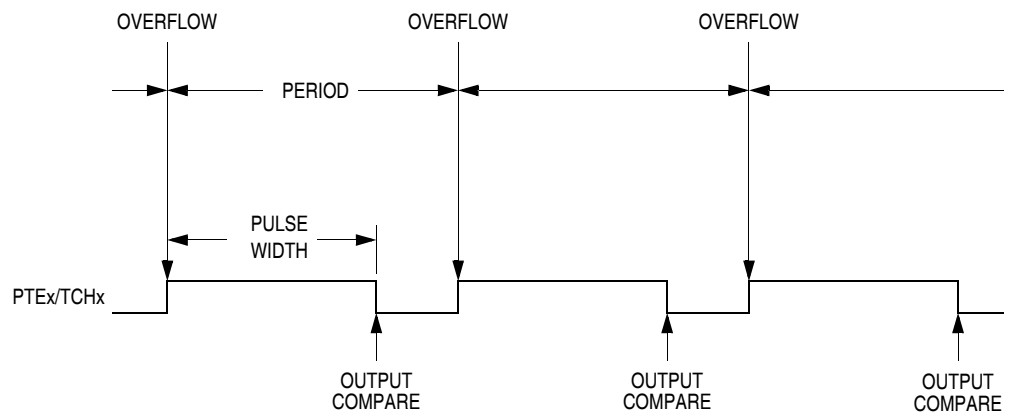 OVERFLOW OVERFLOW OVERFLOW
PERIOD
PULSE
WIDTH
PTEx/TCHx
OUTPUT
COMPARE
OUTPUT
COMPARE
OUTPUT
COMPARE